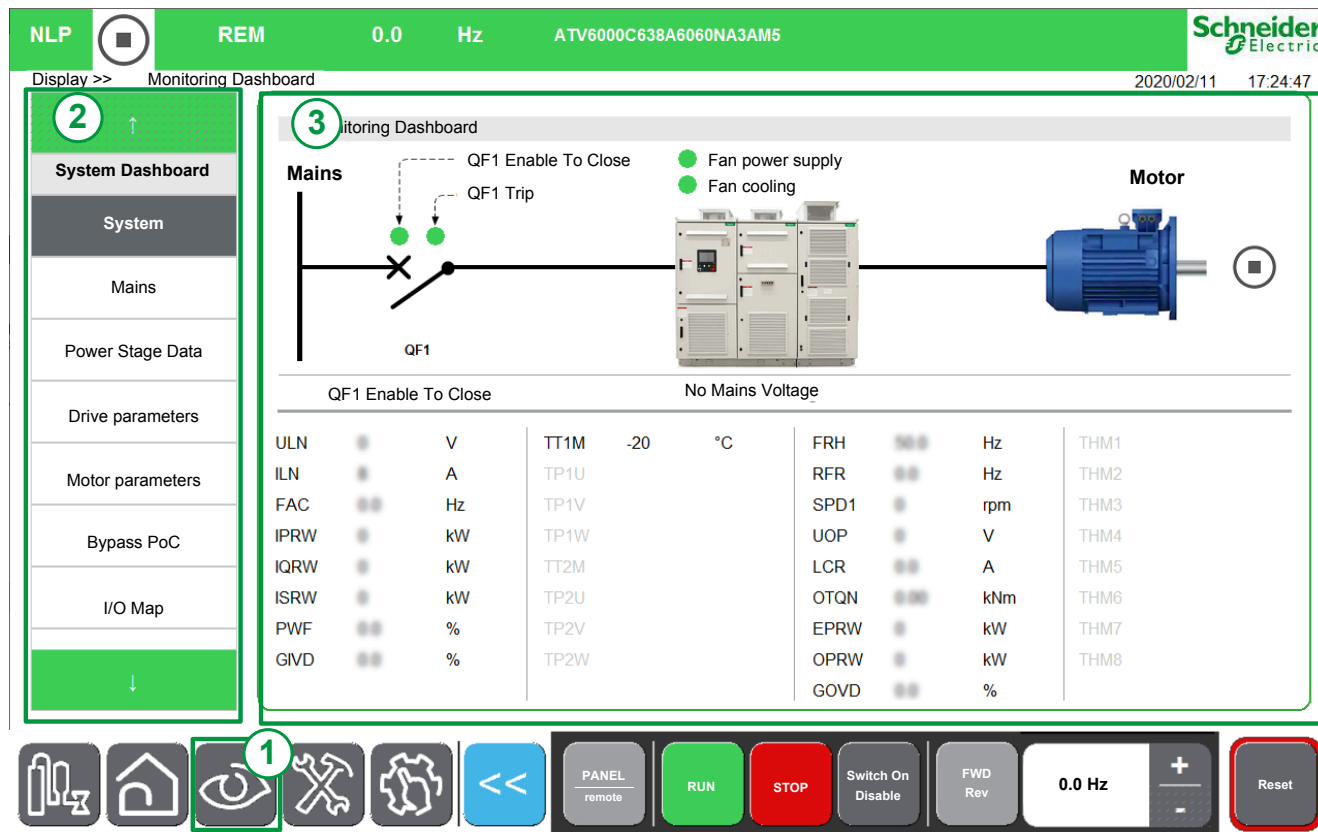 NLP REM 0.0 Hz ATV6000C638A6060NA3AM5 Schneider
Electric
Display >> Monitoring Dashboard 2020/02/11 17:24:47
2
↑
System Dashboard
System
Mains
Power Stage Data
Drive parameters
Motor parameters
Bypass PoC
I/O Map
↓
3 itoring Dashboard
QF1 Enable To Close Fan power supply
Mains QF1 Trip Fan cooling Motor
QF1
QF1 Enable To Close No Mains Voltage
ULN V TT1M -20 °C FRH Hz THM1
ILN A TP1U RFR Hz THM2
FAC Hz TP1V SPD1 rpm THM3
IPRW kW TP1W UOP V THM4
IQRW kW TT2M LCR A THM5
ISRW kW TP2U OTQN kNm THM6
PWF % TP2V EPRW kW THM7
GIVD % TP2W OPRW kW THM8
GOVD %
1
<< PANEL RUN STOP Switch On FWD 0.0 Hz + Reset
remote Disable Rev -